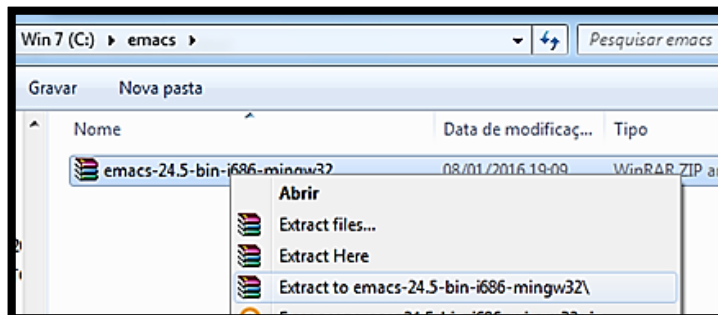 Win 7 (C:) ▸ emacs ▸ Pesquisar emacs
Gravar Nova pasta
Nome Data de modificaç... Tipo
emacs-24.5-bin-i686-mingw32 08/01/2016 19:09 WinRAR ZIP
Abrir
Extract files...
Extract Here
Extract to emacs-24.5-bin-i686-mingw32\